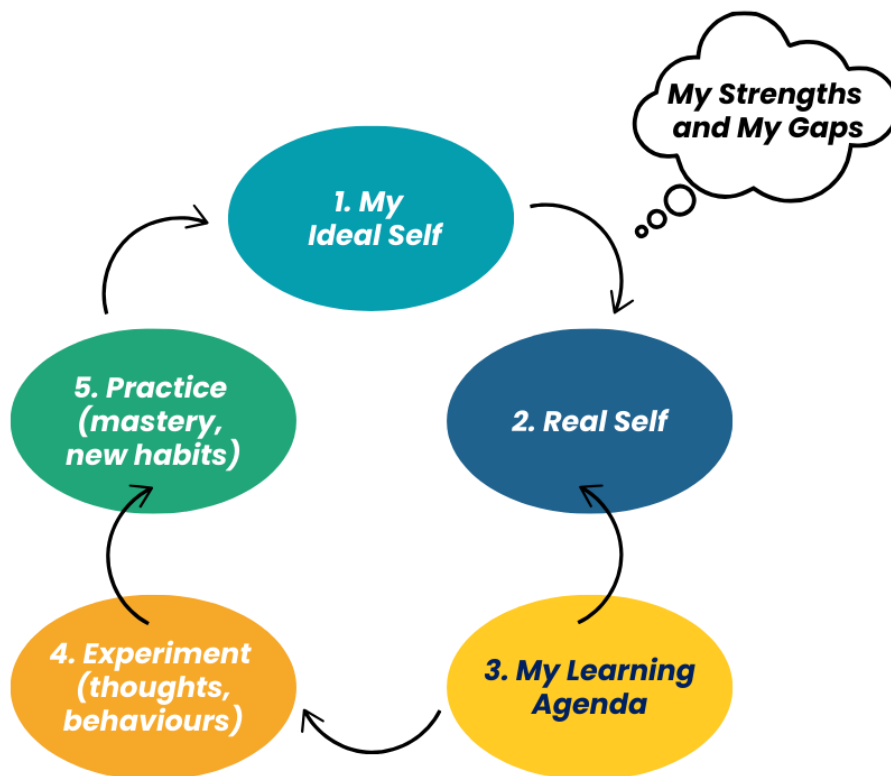 My Strengths
and My Gaps
1. My
Ideal Self
2. Real Self
3. My Learning
Agenda
4. Experiment
(thoughts,
behaviours)
5. Practice
(mastery,
new habits)